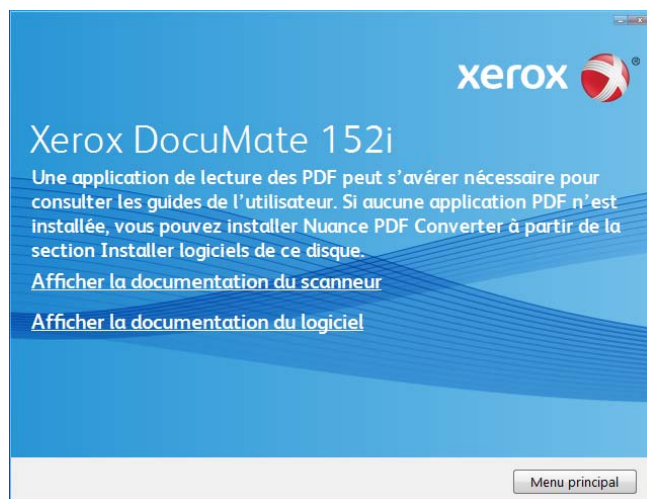 xerox ®
Xerox DocuMate 152i
Une application de lecture des PDF peut s’avérer nécessaire pour
consulter les guides de l’utilisateur. Si aucune application PDF n’est
installée, vous pouvez installer Nuance PDF Converter à partir de la
section Installer logiciels de ce disque.
Afficher la documentation du scanneur
Afficher la documentation du logiciel
Menu principal